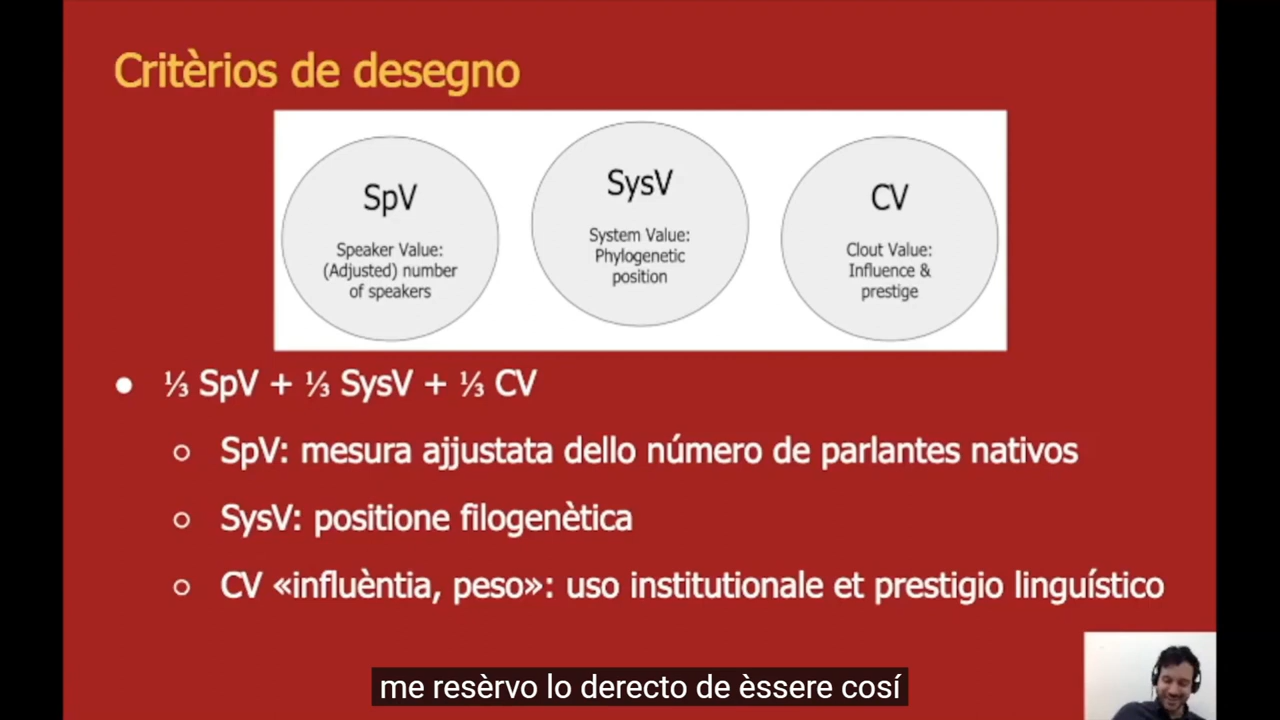 Critèrios de desegno
SpV
Speaker Value:
(Adjusted) number
of speakers
SysV
System Value:
Phylogenetic
position
CV
Clout Value:
Influence &
prestige
● ⅓ SpV + ⅓ SysV + ⅓ CV
○ SpV: mesura ajjustata dello número de parlantes nativos
○ SysV: positione filogenètica
○ CV «influèntia, peso»: uso institutionale et prestigio linguístico
me resèrvo lo derecto de èssere cosí